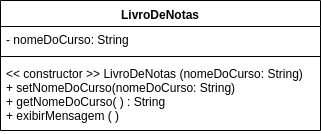 LivroDeNotas
- nomeDoCurso: String
<< constructor >> LivroDeNotas (nomeDoCurso: String)
+ setNomeDoCurso(nomeDoCurso: String)
+ getNomeDoCurso( ) : String
+ exibirMensagem ( )